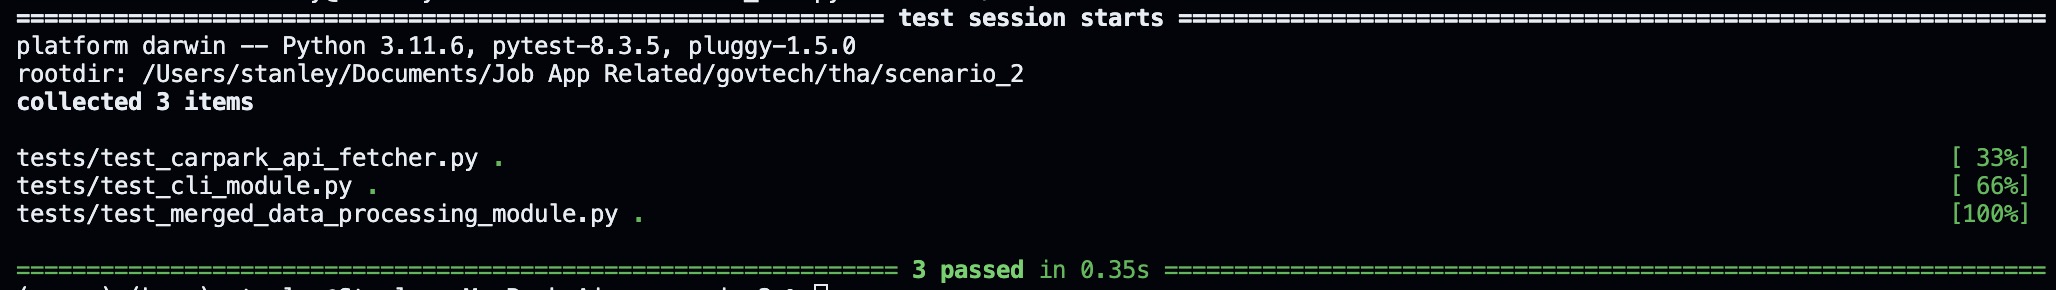 ============================================================== test session starts ==============================================================
platform darwin -- Python 3.11.6, pytest-8.3.5, pluggy-1.5.0
rootdir: /Users/stanley/Documents/Job App Related/govtech/tha/scenario_2
collected 3 items
tests/test_carpark_api_fetcher.py . [ 33%]
tests/test_cli_module.py . [ 66%]
tests/test_merged_data_processing_module.py . [100%]
=============================================================== 3 passed in 0.35s ===============================================================